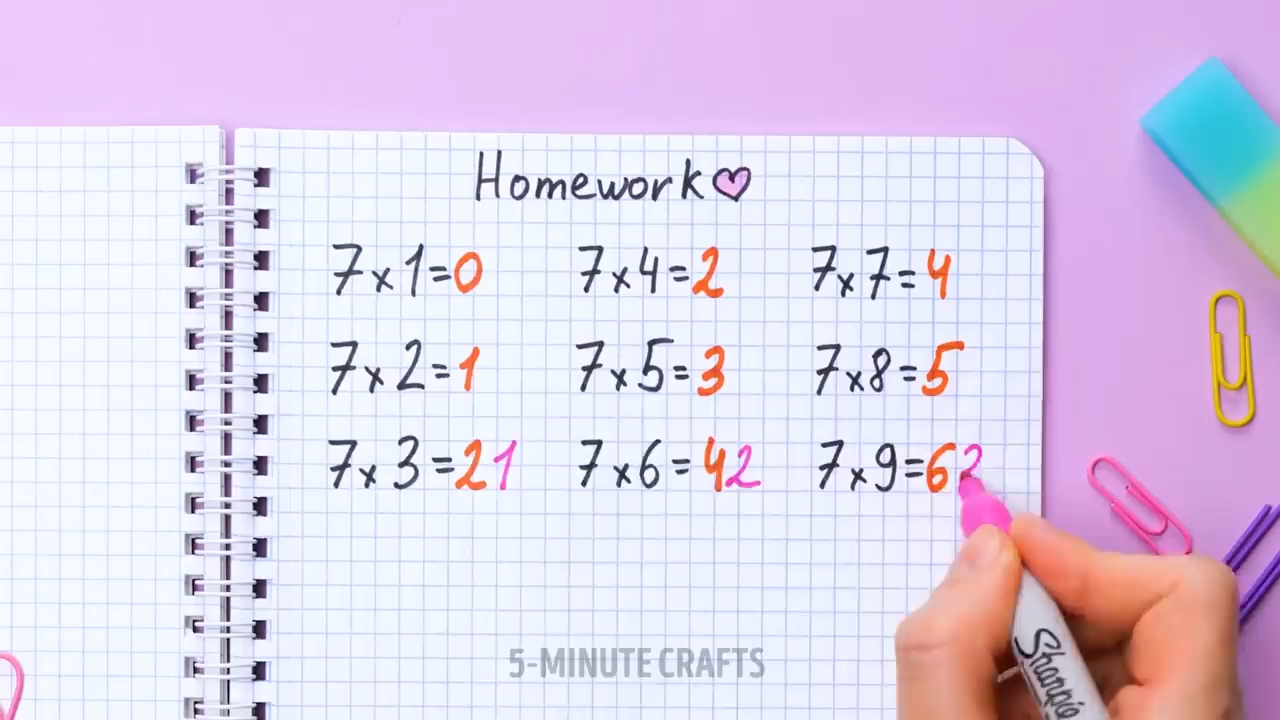 Homework
7x1=0 7x4=2 7x7=4
7x2=1 7x5=3 7x8=5
7x3=21 7x6=42 7x9=6
Sharpie
5-MINUTE CRAFTS